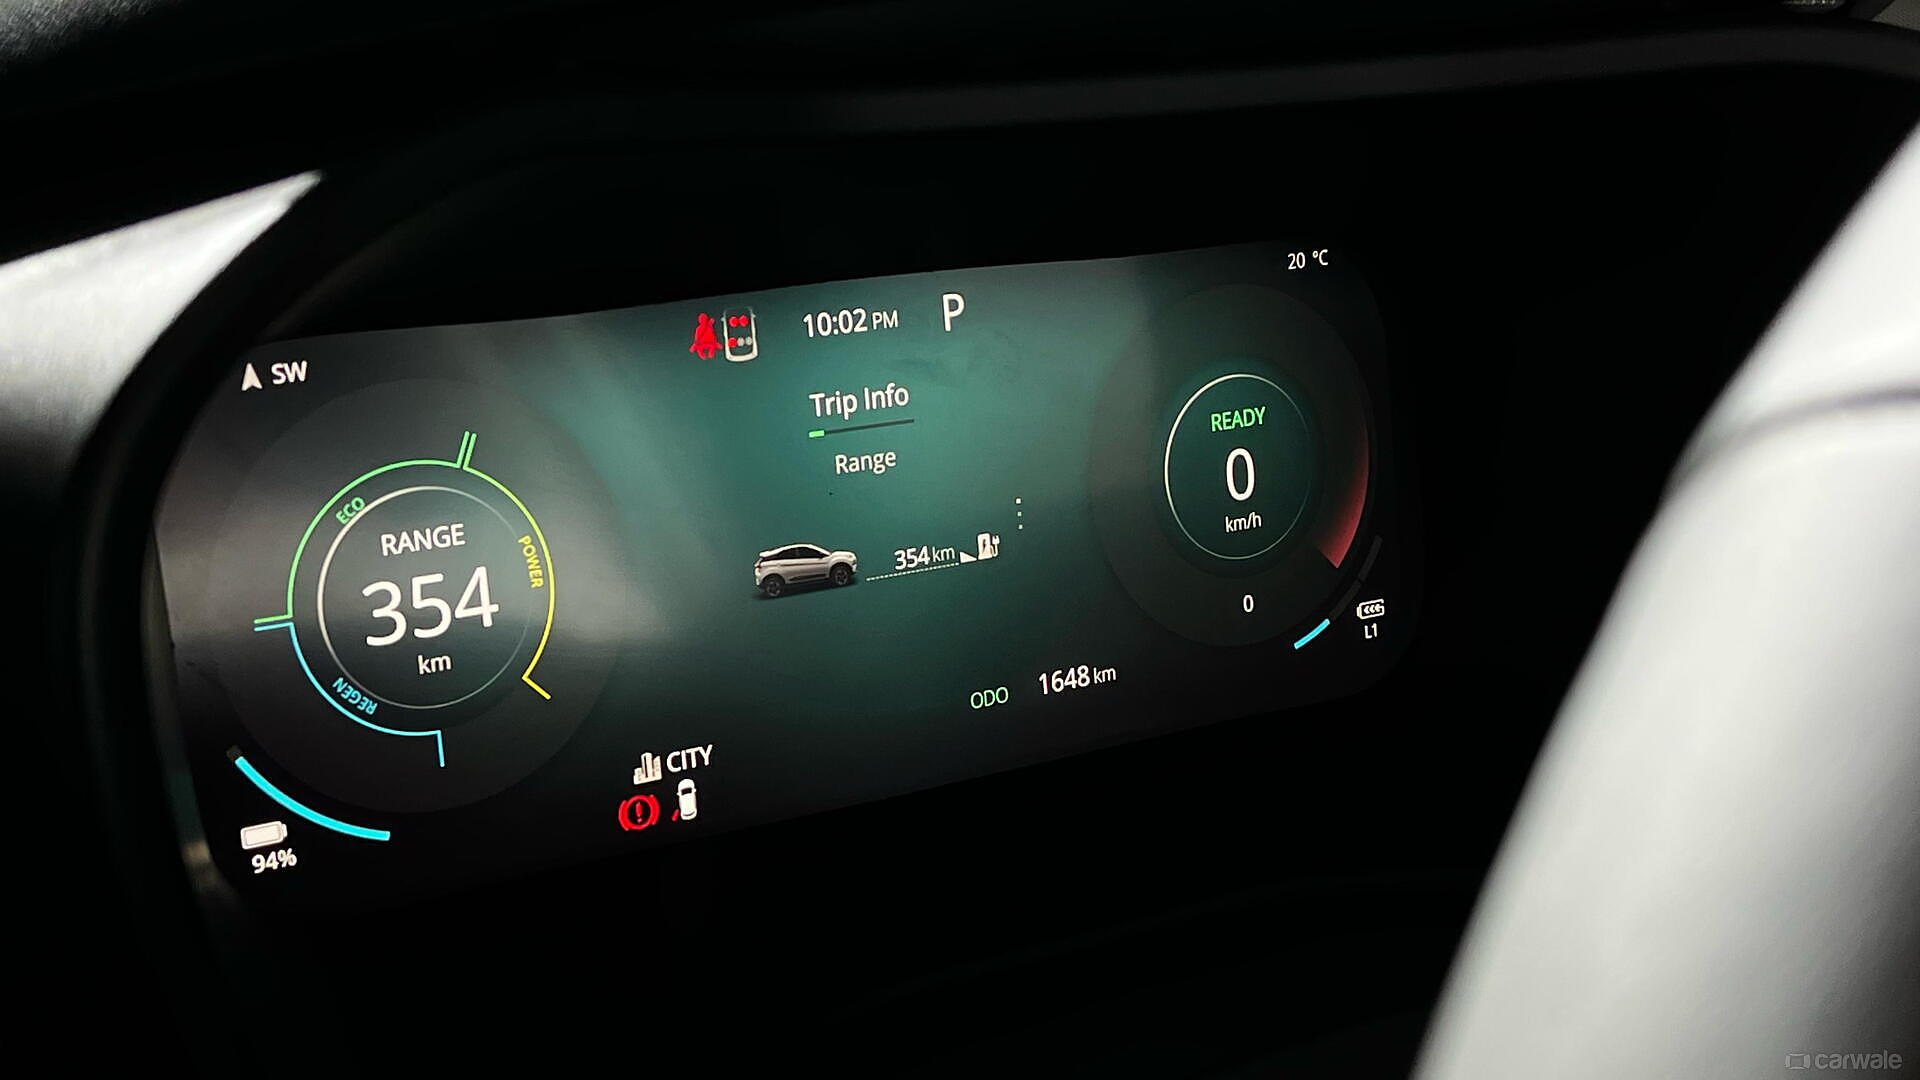 20 °C
10:02 PM P
SW
Trip Info
READY
Range
0
km/h
ECO
RANGE
POWER
354
km
354 km
0
L1
REGEN
ODO 1648 km
CITY
94%
carwale